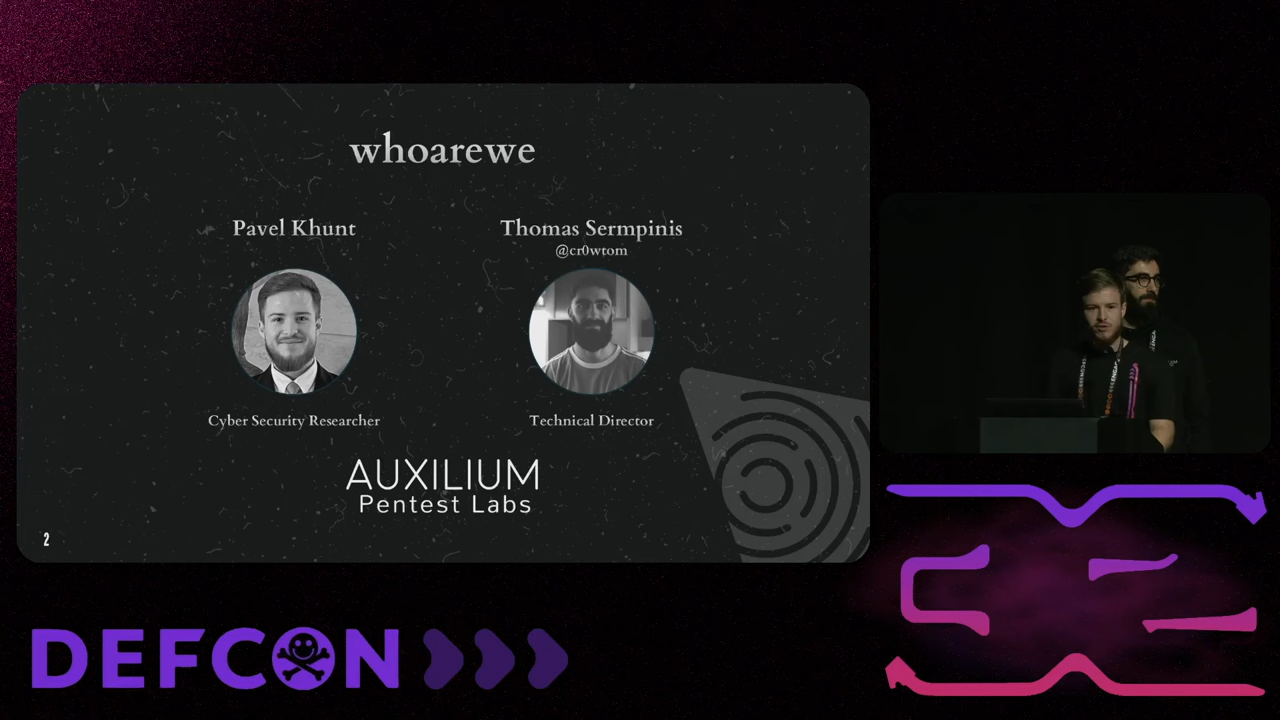 whoarewe
Pavel Khunt
Thomas Sermpinis
@cr0wtom
Cyber Security Researcher
Technical Director
AUXILIUM
Pentest Labs
2
DEFCON